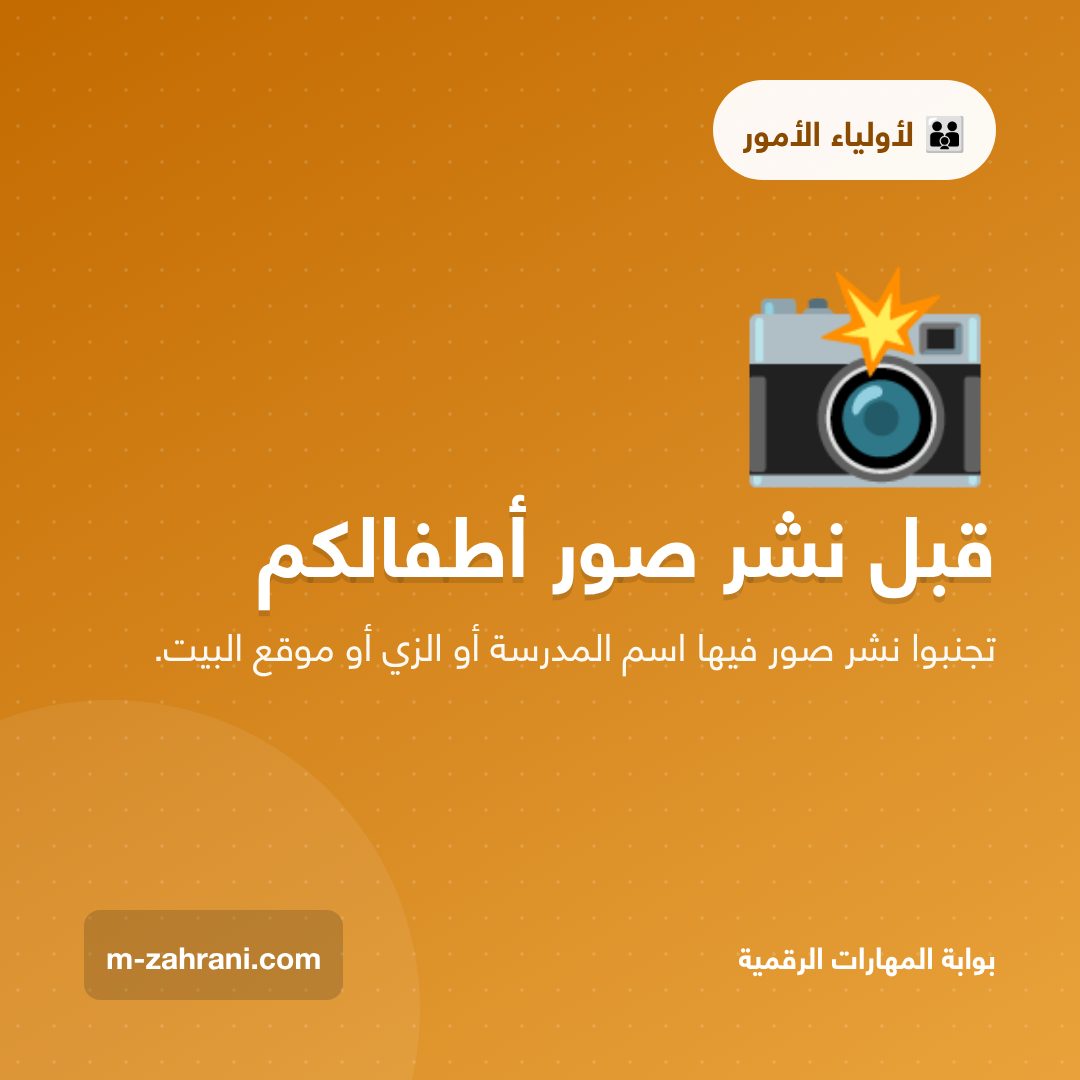 لأولياء الأمور
قبل نشر صور أطفالكم
تجنبوا نشر صور فيها اسم المدرسة أو الزي أو موقع البيت.
بوابة المهارات الرقمية
m-zahrani.com